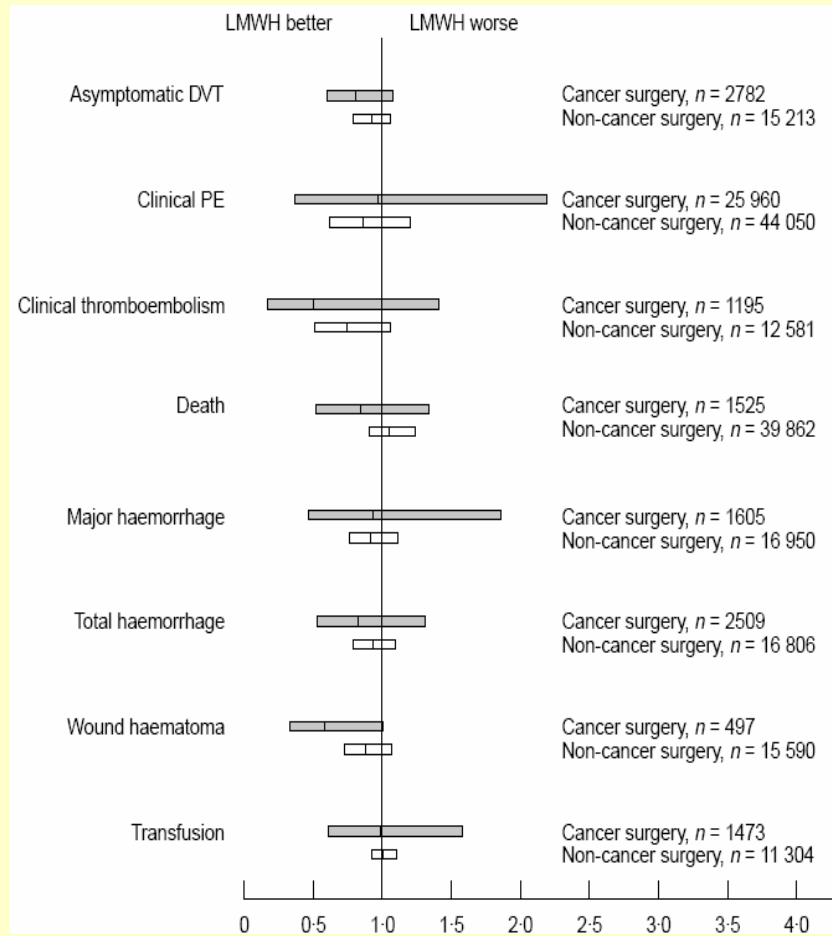 LMWH better LMWH worse
Asymptomatic DVT Cancer surgery, n = 2782
Non-cancer surgery, n = 15 213
Clinical PE Cancer surgery, n = 25 960
Non-cancer surgery, n = 44 050
Clinical thromboembolism Cancer surgery, n = 1195
Non-cancer surgery, n = 12 581
Death Cancer surgery, n = 1525
Non-cancer surgery, n = 39 862
Major haemorrhage Cancer surgery, n = 1605
Non-cancer surgery, n = 16 950
Total haemorrhage Cancer surgery, n = 2509
Non-cancer surgery, n = 16 806
Wound haematoma Cancer surgery, n = 497
Non-cancer surgery, n = 15 590
Transfusion Cancer surgery, n = 1473
Non-cancer surgery, n = 11 304
0 0·5 1·0 1·5 2·0 2·5 3·0 3·5 4·0